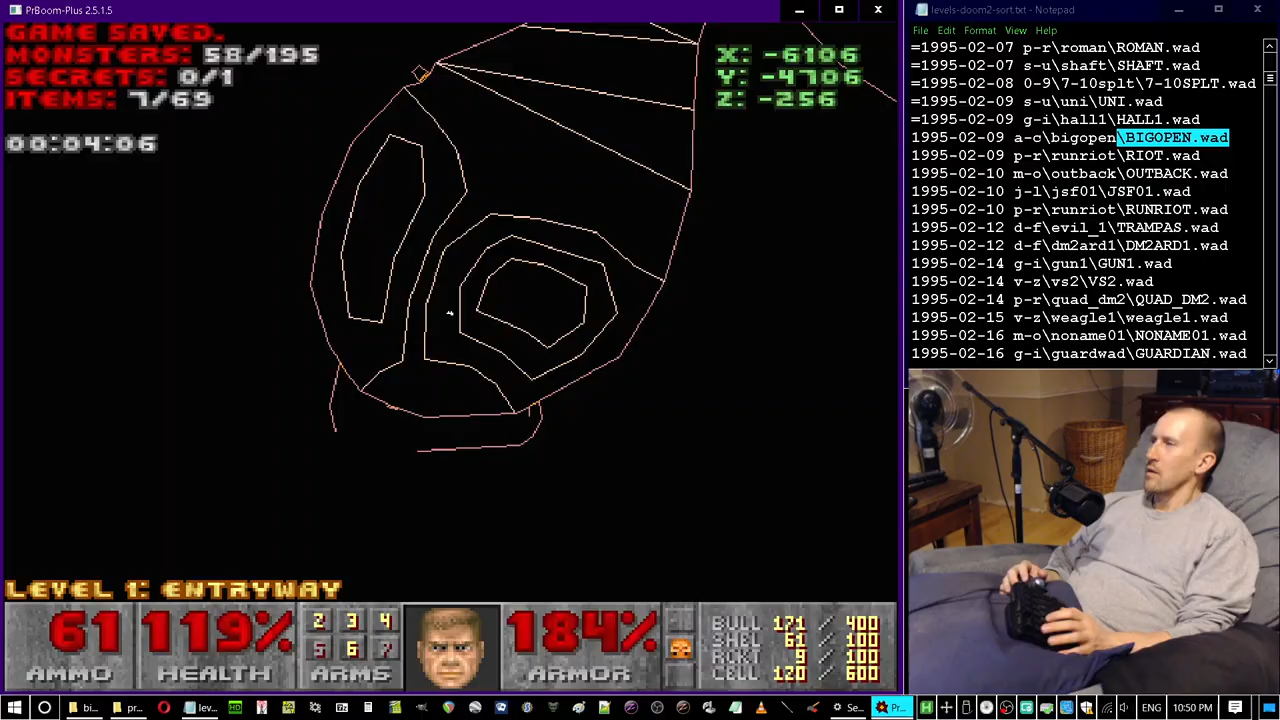 PrBoom-Plus 2.5.1.5
GAME SAVED.
MONSTERS: 58/195
SECRETS: 0/1
ITEMS: 7/69
00:04:06
X: -6106
Y: -4706
Z: -256
LEVEL 1: ENTRYWAY
61
AMMO
119%
HEALTH
2 3 4
5 6 7
ARMS
184%
ARMOR
BULL 171 / 400
SHEL 61 / 100
RCKT 9 / 100
CELL 120 / 600
levels-doom2-sort.txt - Notepad
File Edit Format View Help
=1995-02-07 p-r\roman\ROMAN.wad
=1995-02-07 s-u\shaft\SHAFT.wad
=1995-02-08 0-9\7-10splt\7-10SPLT.wad
=1995-02-09 s-u\uni\UNI.wad
=1995-02-09 g-i\hall1\HALL1.wad
1995-02-09 a-c\bigopen\BIGOPEN.wad
1995-02-09 p-r\runriot\RIOT.wad
1995-02-10 m-o\outback\OUTBACK.wad
1995-02-10 j-l\jsf01\JSF01.wad
1995-02-10 p-r\runriot\RUNRIOT.wad
1995-02-12 d-f\evil_1\TRAMPAS.wad
1995-02-12 d-f\dm2ard1\DM2ARD1.wad
1995-02-14 g-i\gun1\GUN1.wad
1995-02-14 v-z\vs2\VS2.wad
1995-02-14 p-r\quad_dm2\QUAD_DM2.wad
1995-02-15 v-z\weagle1\weagle1.wad
1995-02-16 m-o\noname01\NONAME01.wad
1995-02-16 g-i\guardwad\GUARDIAN.wad
bi... pr... lev... Se... Pr... ENG 10:50 PM